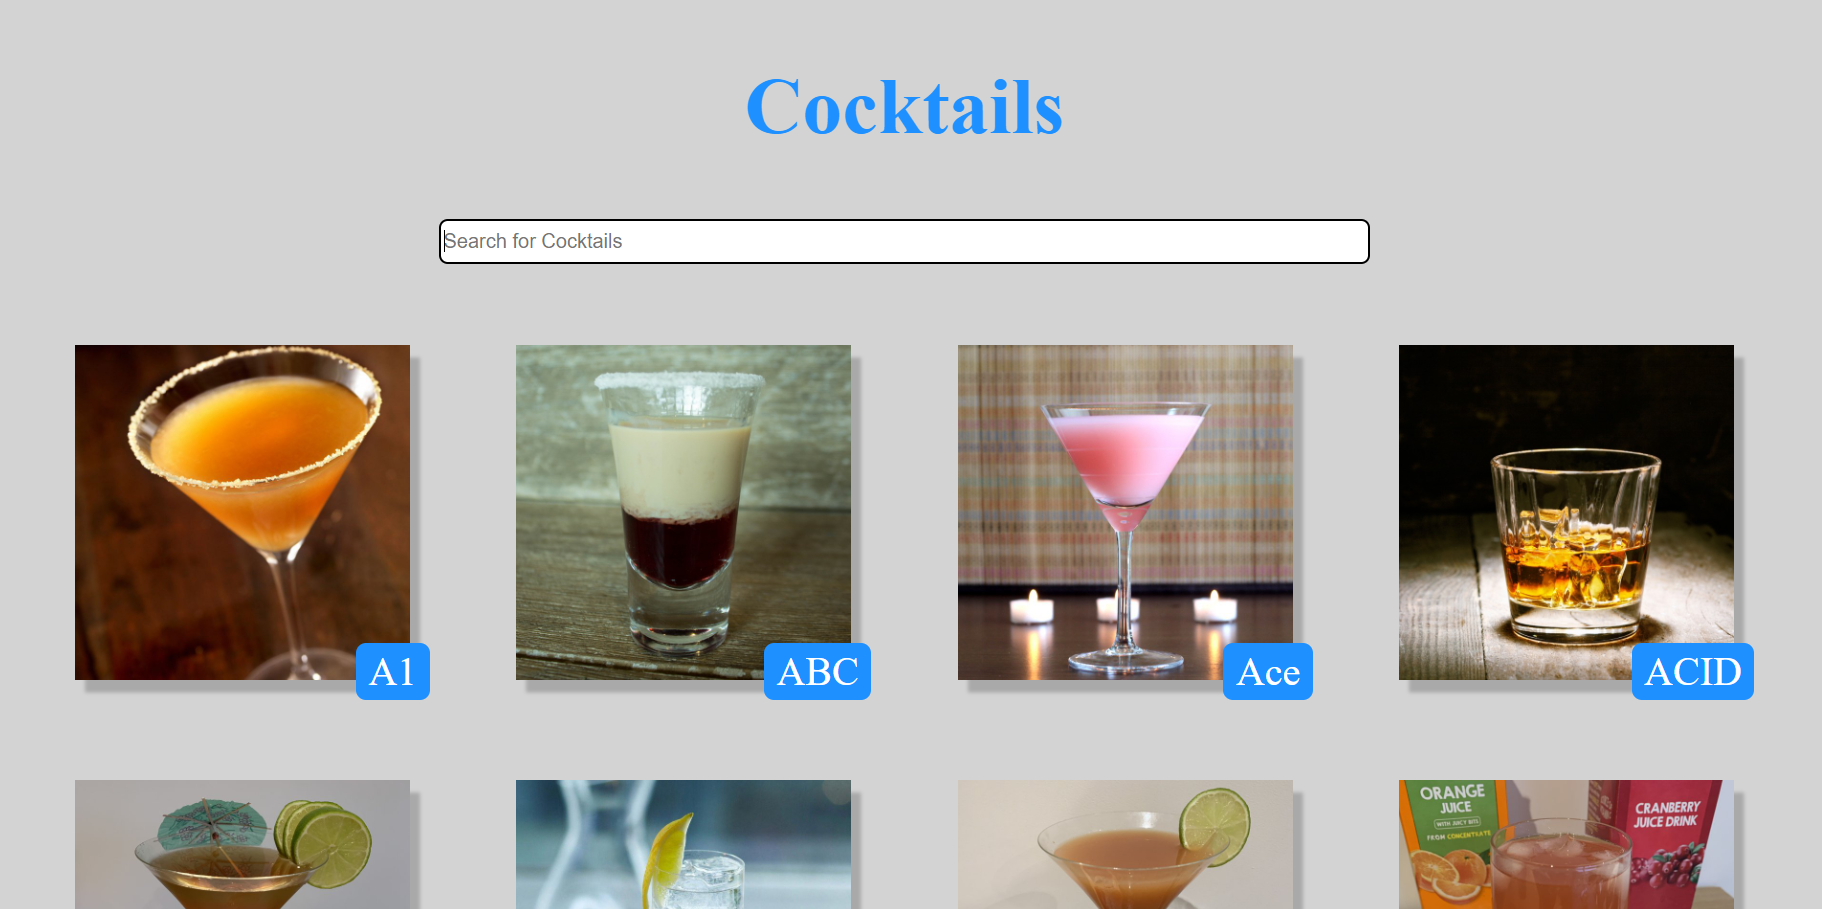 Cocktails
Search for Cocktails
A1
ABC
Ace
ACID
ORANGE
JUICE
WITH JUICY BITS
FROM CONCENTRATE
CRANBERRY
JUICE DRINK